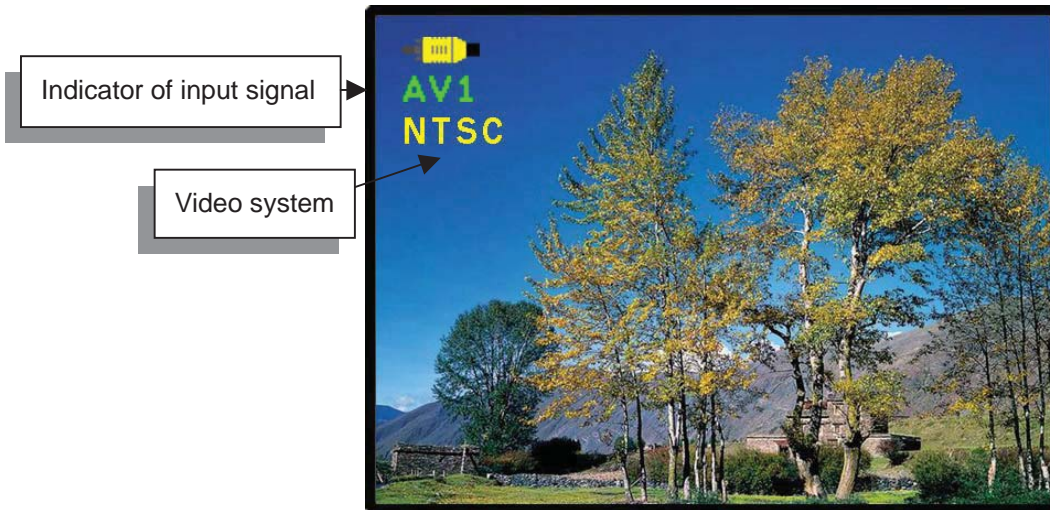 Indicator of input signal
AV1
NTSC
Video system